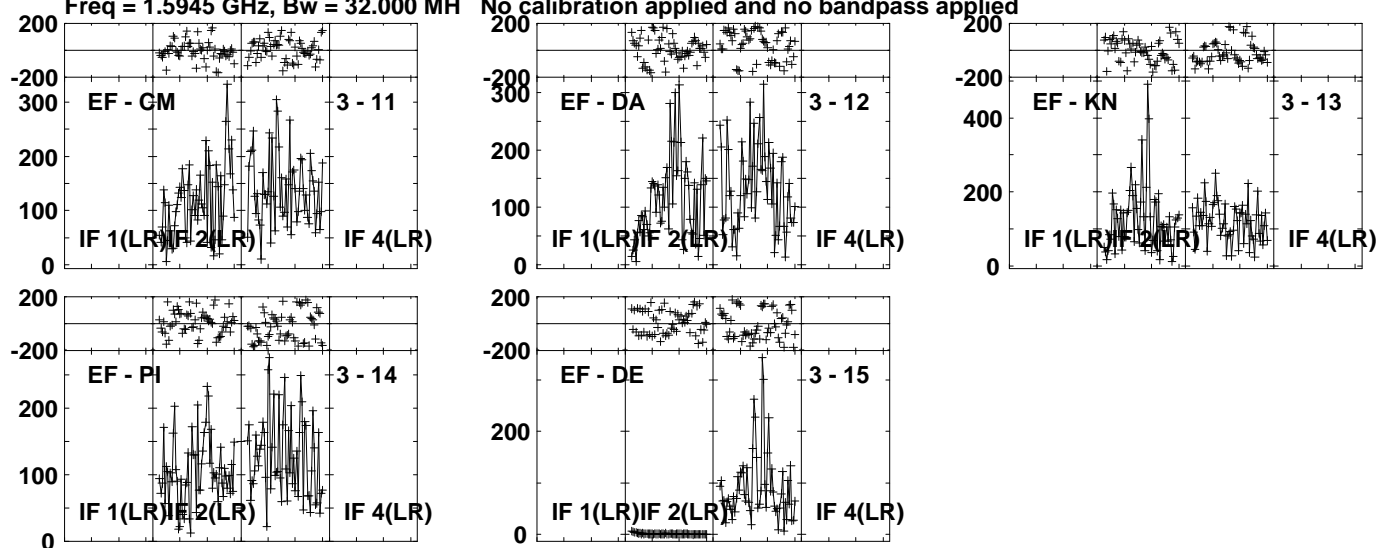 Freq = 1.5945 GHz, Bw = 32.000 MH No calibration applied and no bandpass applied
200 200 200
-200 -200 -200
EF - CM 3 - 11 EF - DA 3 - 12 EF - KN 3 - 13
300 300 400
200 200 200
100 100
IF 1(LR) IF 2(LR) IF 4(LR) IF 1(LR) IF 2(LR) IF 4(LR) IF 1(LR) IF 2(LR) IF 4(LR)
0 0 0
200 200
-200 -200
EF - PI 3 - 14 EF - DE 3 - 15
200 200
100
IF 1(LR) IF 2(LR) IF 4(LR) IF 1(LR) IF 2(LR) IF 4(LR)
0 0